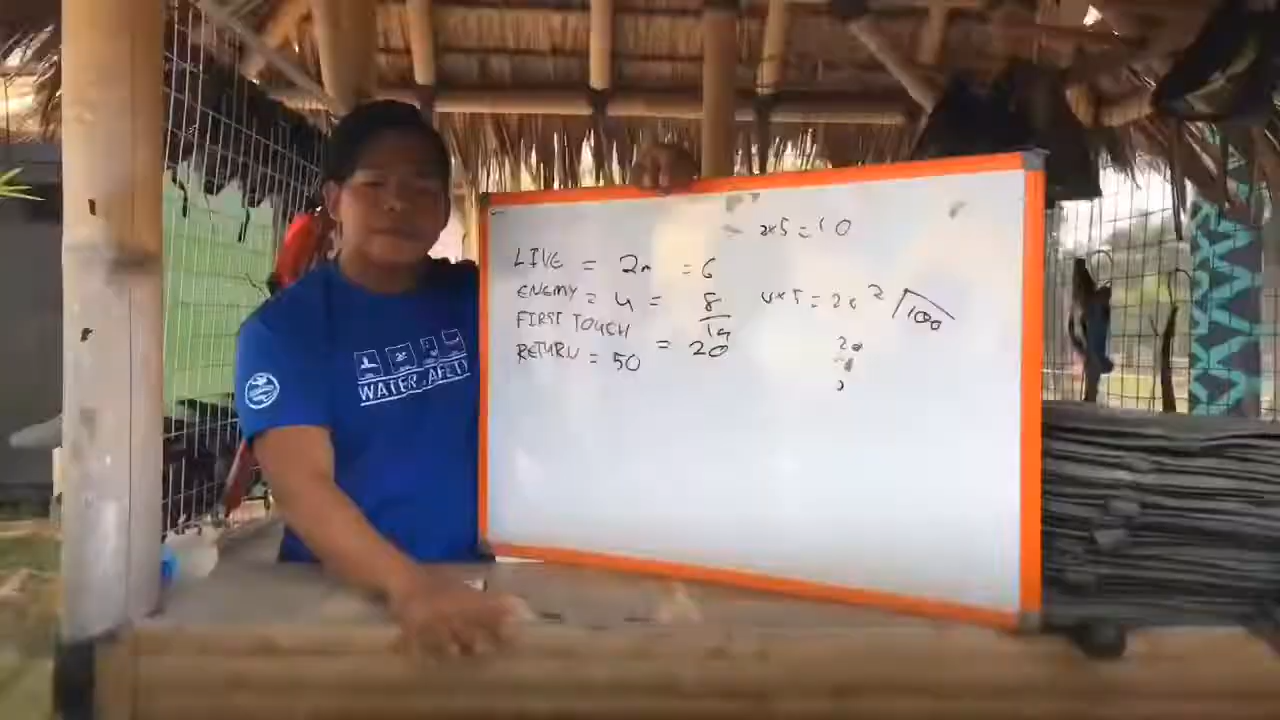 2x5=10
LIVE = 2n = 6
ENEMY = 4 = 8
FIRST TOUCH 14
RETURN = 50 = 20
4x5=20
2 100
20
WATER SAFETY